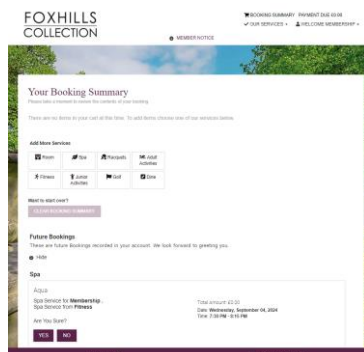 FOXHILLS
COLLECTION
BOOKING SUMMARY PAYMENT DUE £0.00
OUR SERVICES
WELCOME MEMBERSHIP
MEMBER NOTICE
Your Booking Summary
Please take a moment to review the contents of your booking.
There are no items in your cart at this time. To add items choose one of our services below.
Add More Services
Room
Spa
Racquets
Adult Activities
Fitness
Junior Activities
Golf
Dine
Want to start over?
CLEAR BOOKING SUMMARY
Future Bookings
These are future Bookings recorded in your account. We look forward to greeting you.
Hide
Spa
Aqua
Spa Service for Membership .
Spa Service from Fitness
Total amount £0.00
Date: Wednesday, September 04, 2024
Time: 7:30 PM - 8:15 PM
Are You Sure?
YES NO